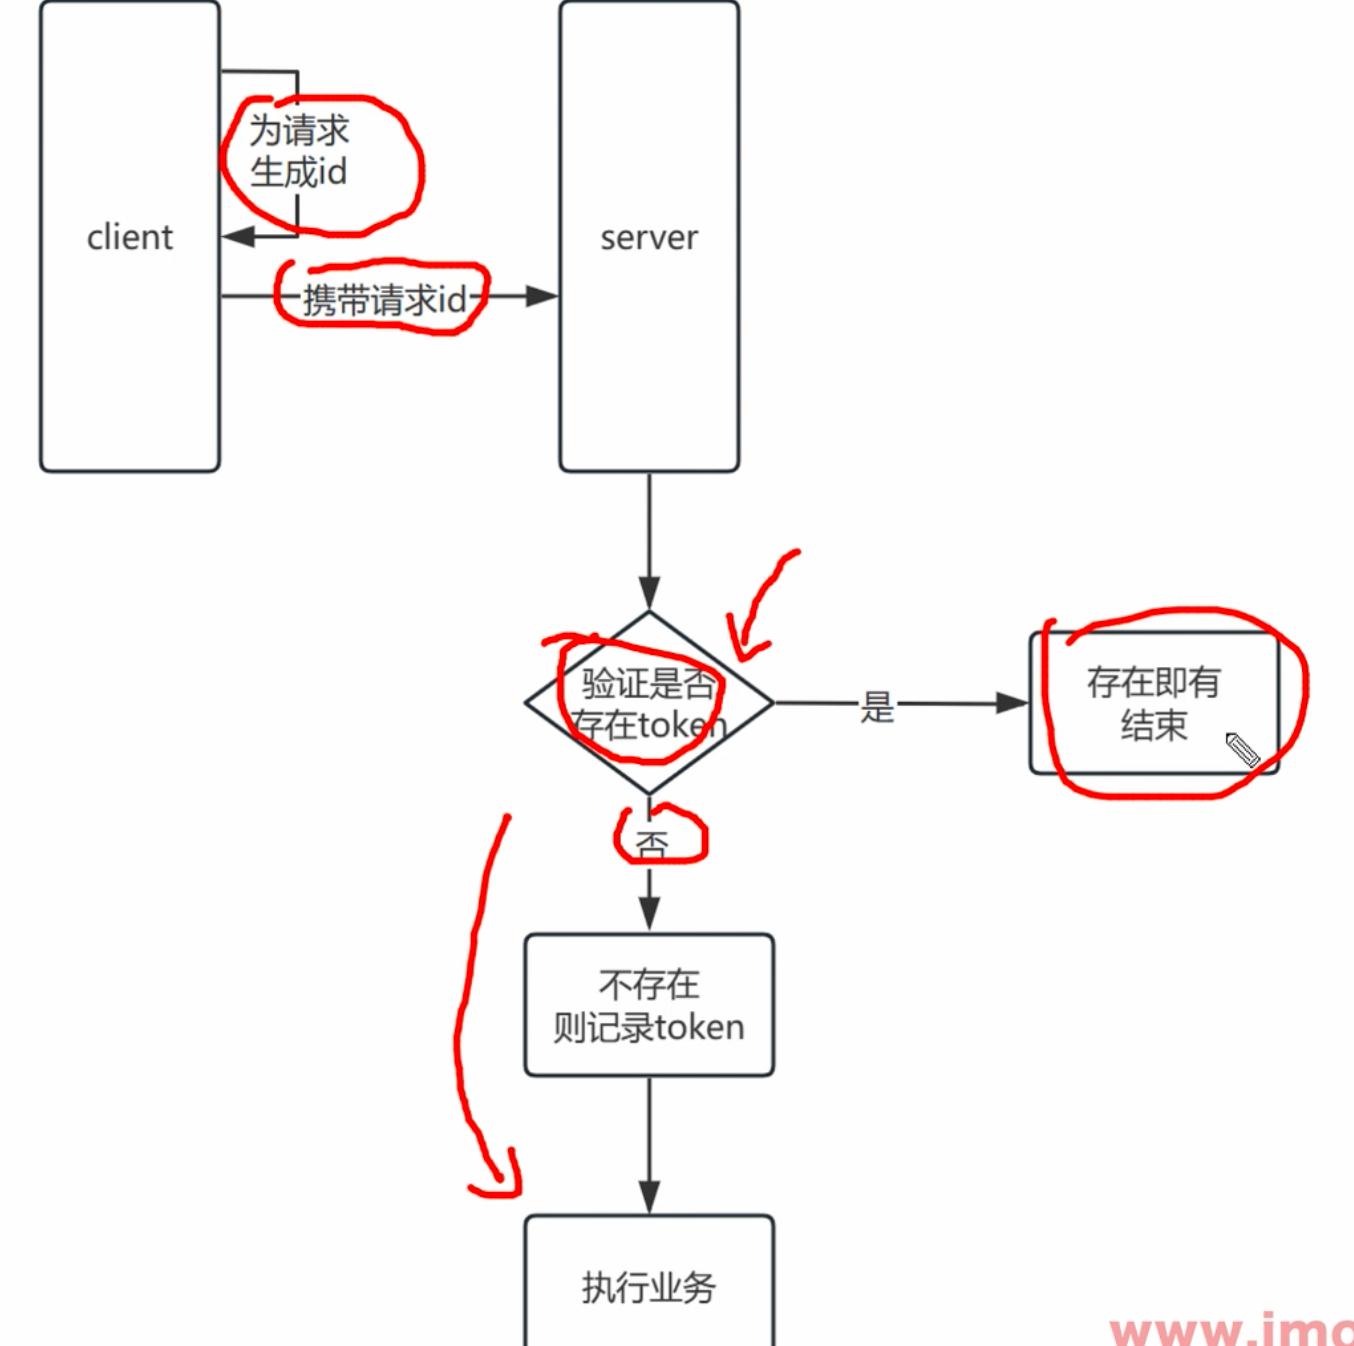 为请求
生成id
client
server
携带请求id
验证是否
存在token
是
存在即有
结束
否
不存在
则记录token
执行业务
www.imo